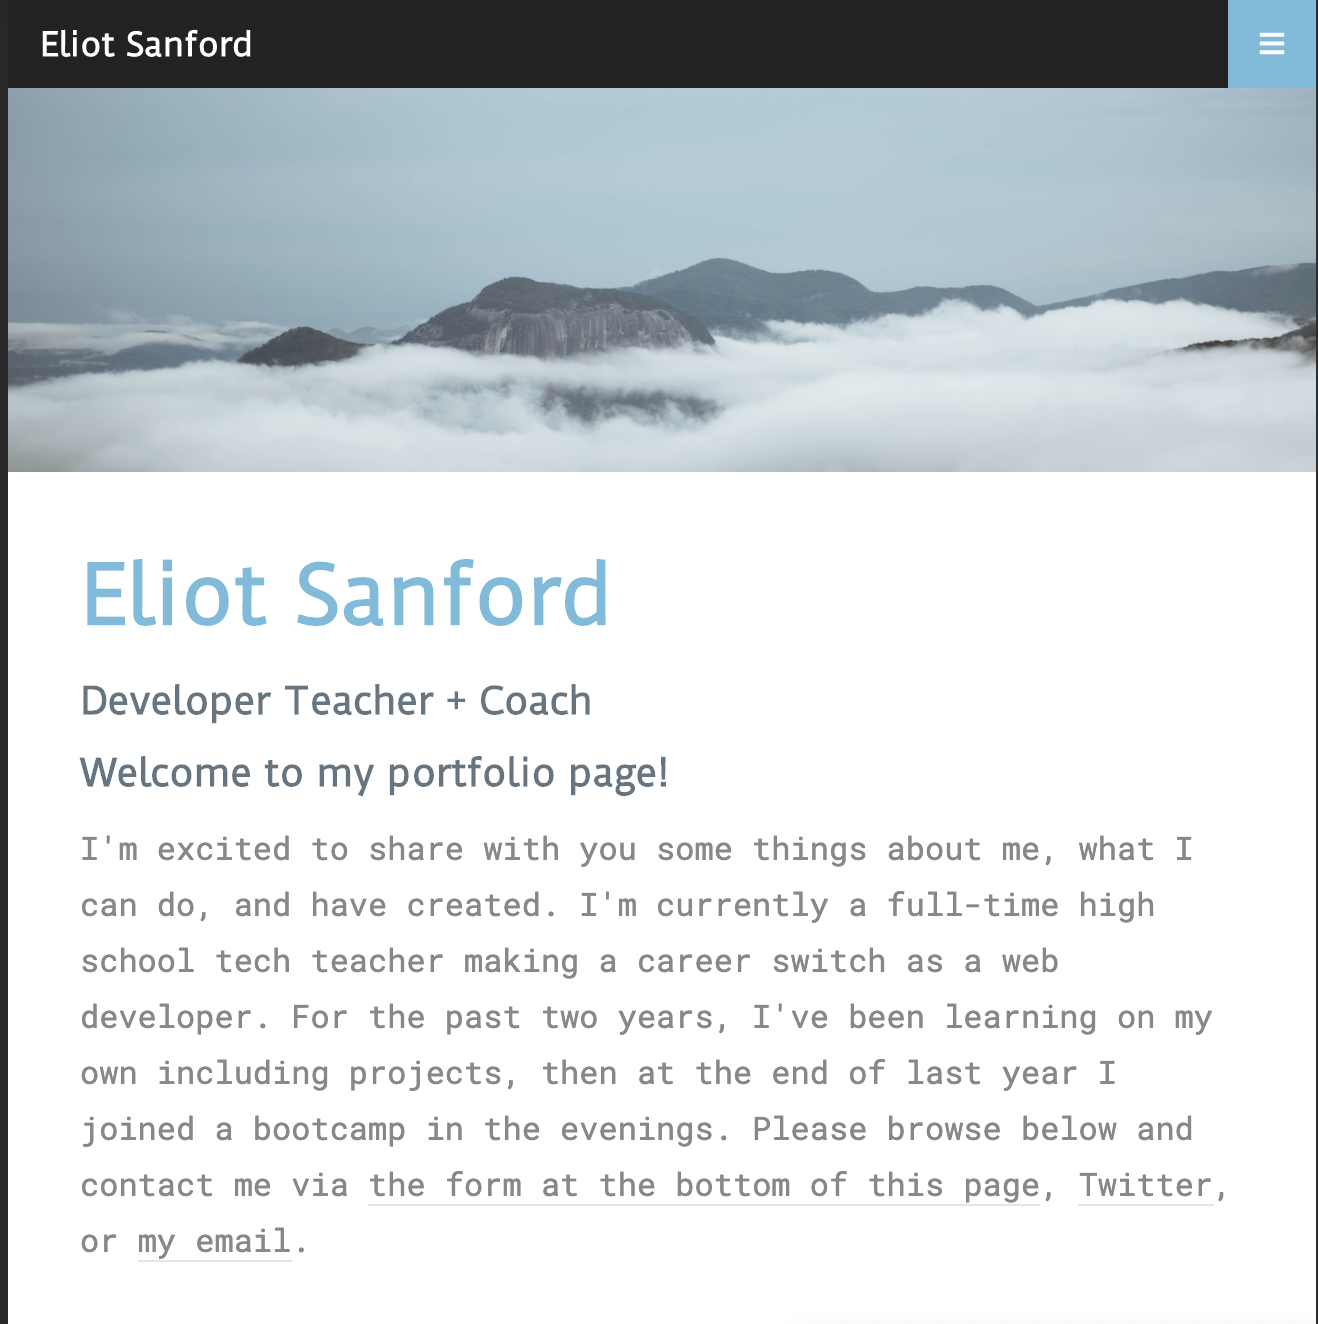 Eliot Sanford
Eliot Sanford
Developer Teacher + Coach
Welcome to my portfolio page!
I'm excited to share with you some things about me, what I
can do, and have created. I'm currently a full-time high
school tech teacher making a career switch as a web
developer. For the past two years, I've been learning on my
own including projects, then at the end of last year I
joined a bootcamp in the evenings. Please browse below and
contact me via the form at the bottom of this page, Twitter,
or my email.